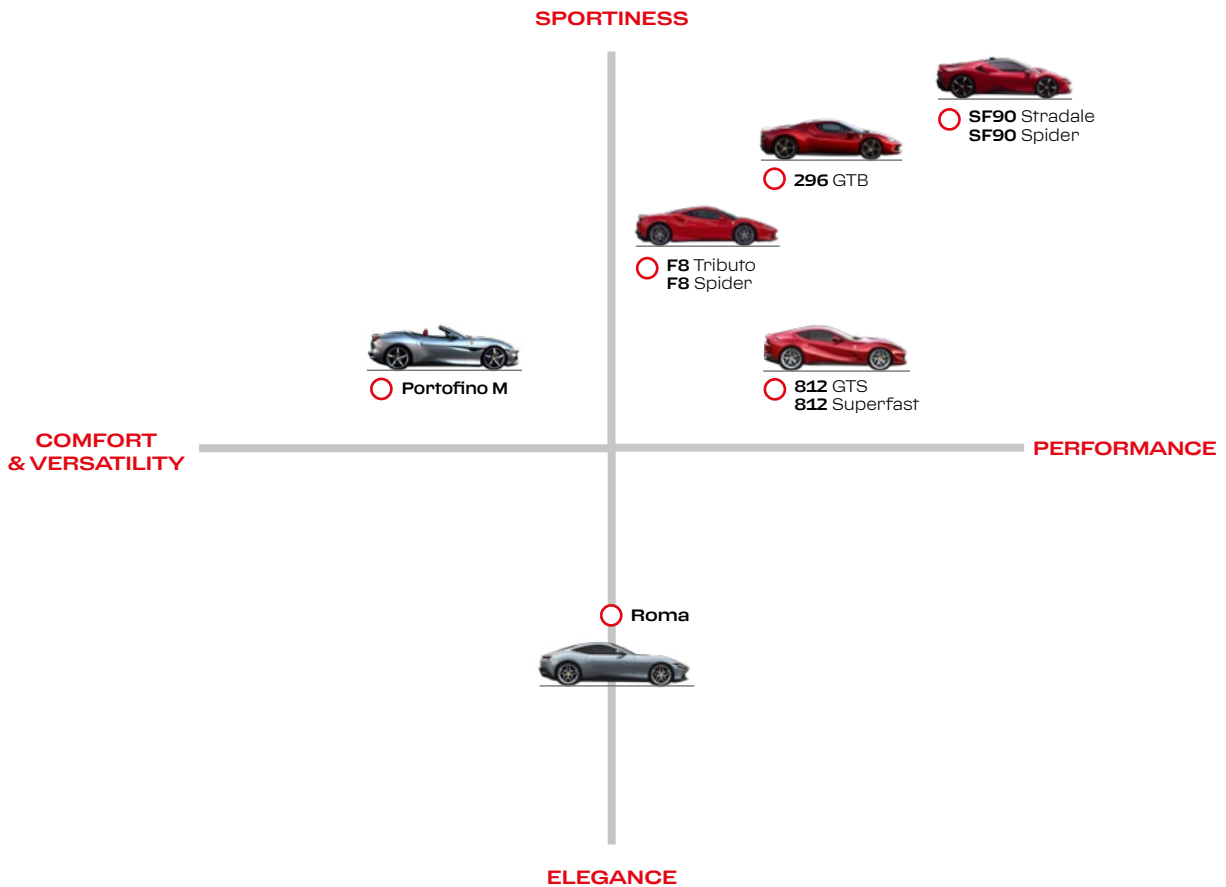 SPORTINESS
SF90 Stradale
SF90 Spider
296 GTB
F8 Tributo
F8 Spider
Portofino M
812 GTS
812 Superfast
COMFORT
& VERSATILITY
PERFORMANCE
Roma
ELEGANCE